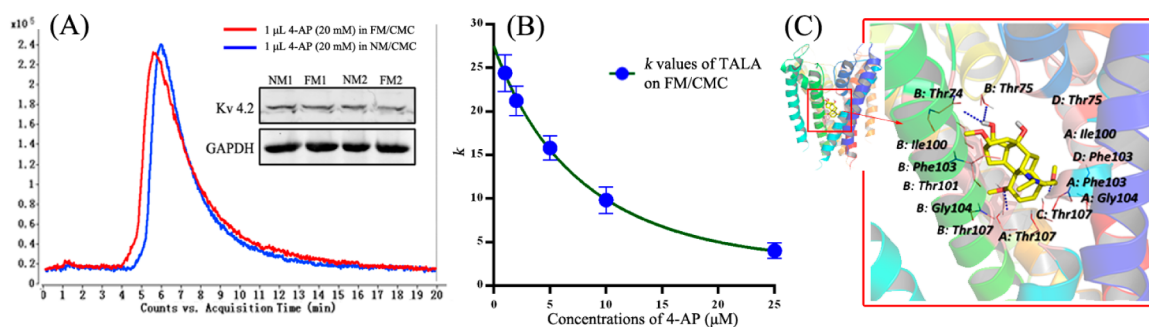 (A)
x10⁵
2.1
2
1.8
1.6
1.4
1.2
1
0.8
0.6
0.4
0.2
0 1 2 3 4 5 6 7 8 9 10 11 12 13 14 15 16 17 18 19 20
Counts vs. Acquisition Time (min)
1 μL 4-AP (20 mM) in FM/CMC
1 μL 4-AP (20 mM) in NM/CMC
NM1 FM1 NM2 FM2
Kv 4.2
GAPDH
(B)
k
30
25
20
15
10
5
0
0 5 10 15 20 25
Concentrations of 4-AP (μM)
k values of TALA
on FM/CMC
(C)
B: Thr74
B: Thr75
D: Thr75
B: Ile100
A: Ile100
B: Phe103
D: Phe103
B: Thr101
A: Phe103
B: Gly104
A: Gly104
B: Thr107
C: Thr107
A: Thr107